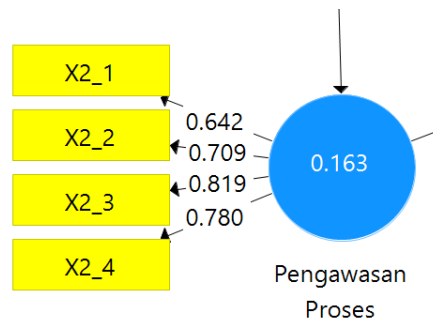 X2_1
X2_2
X2_3
X2_4
0.642
0.709
0.819
0.780
0.163
Pengawasan
Proses